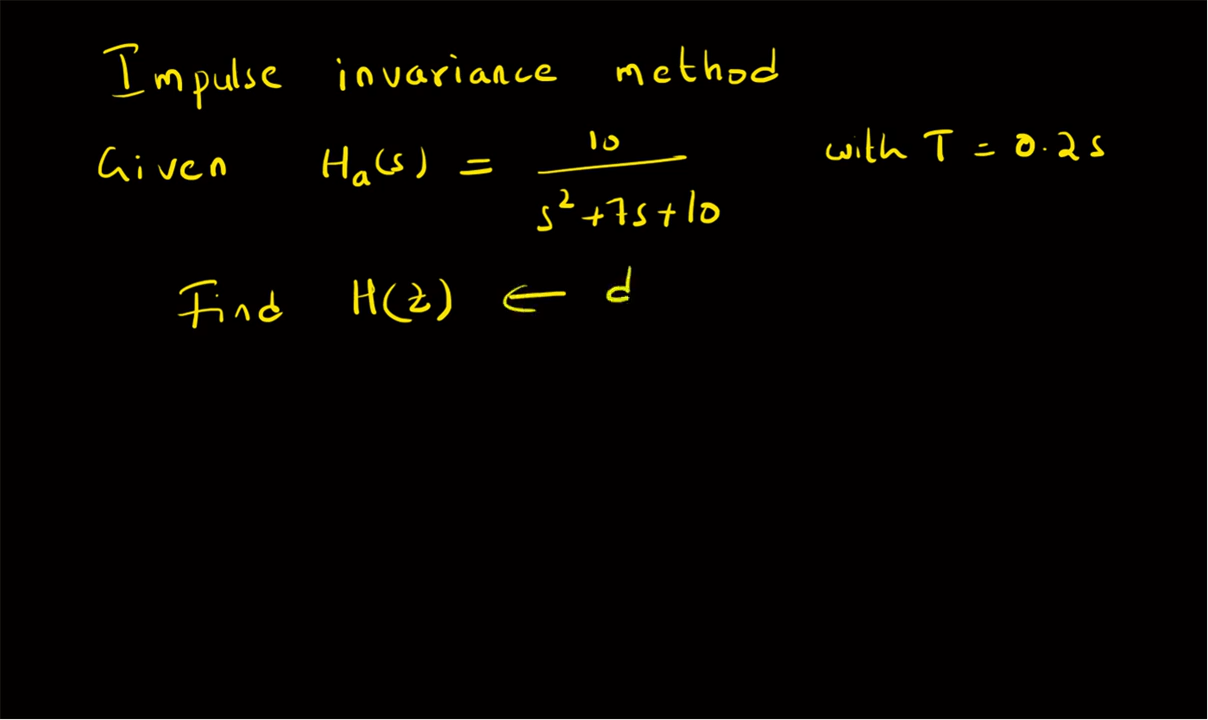 Impulse invariance method
Given Ha(s) = 10 / s²+7s+10 with T = 0.2s
Find H(z) ← d